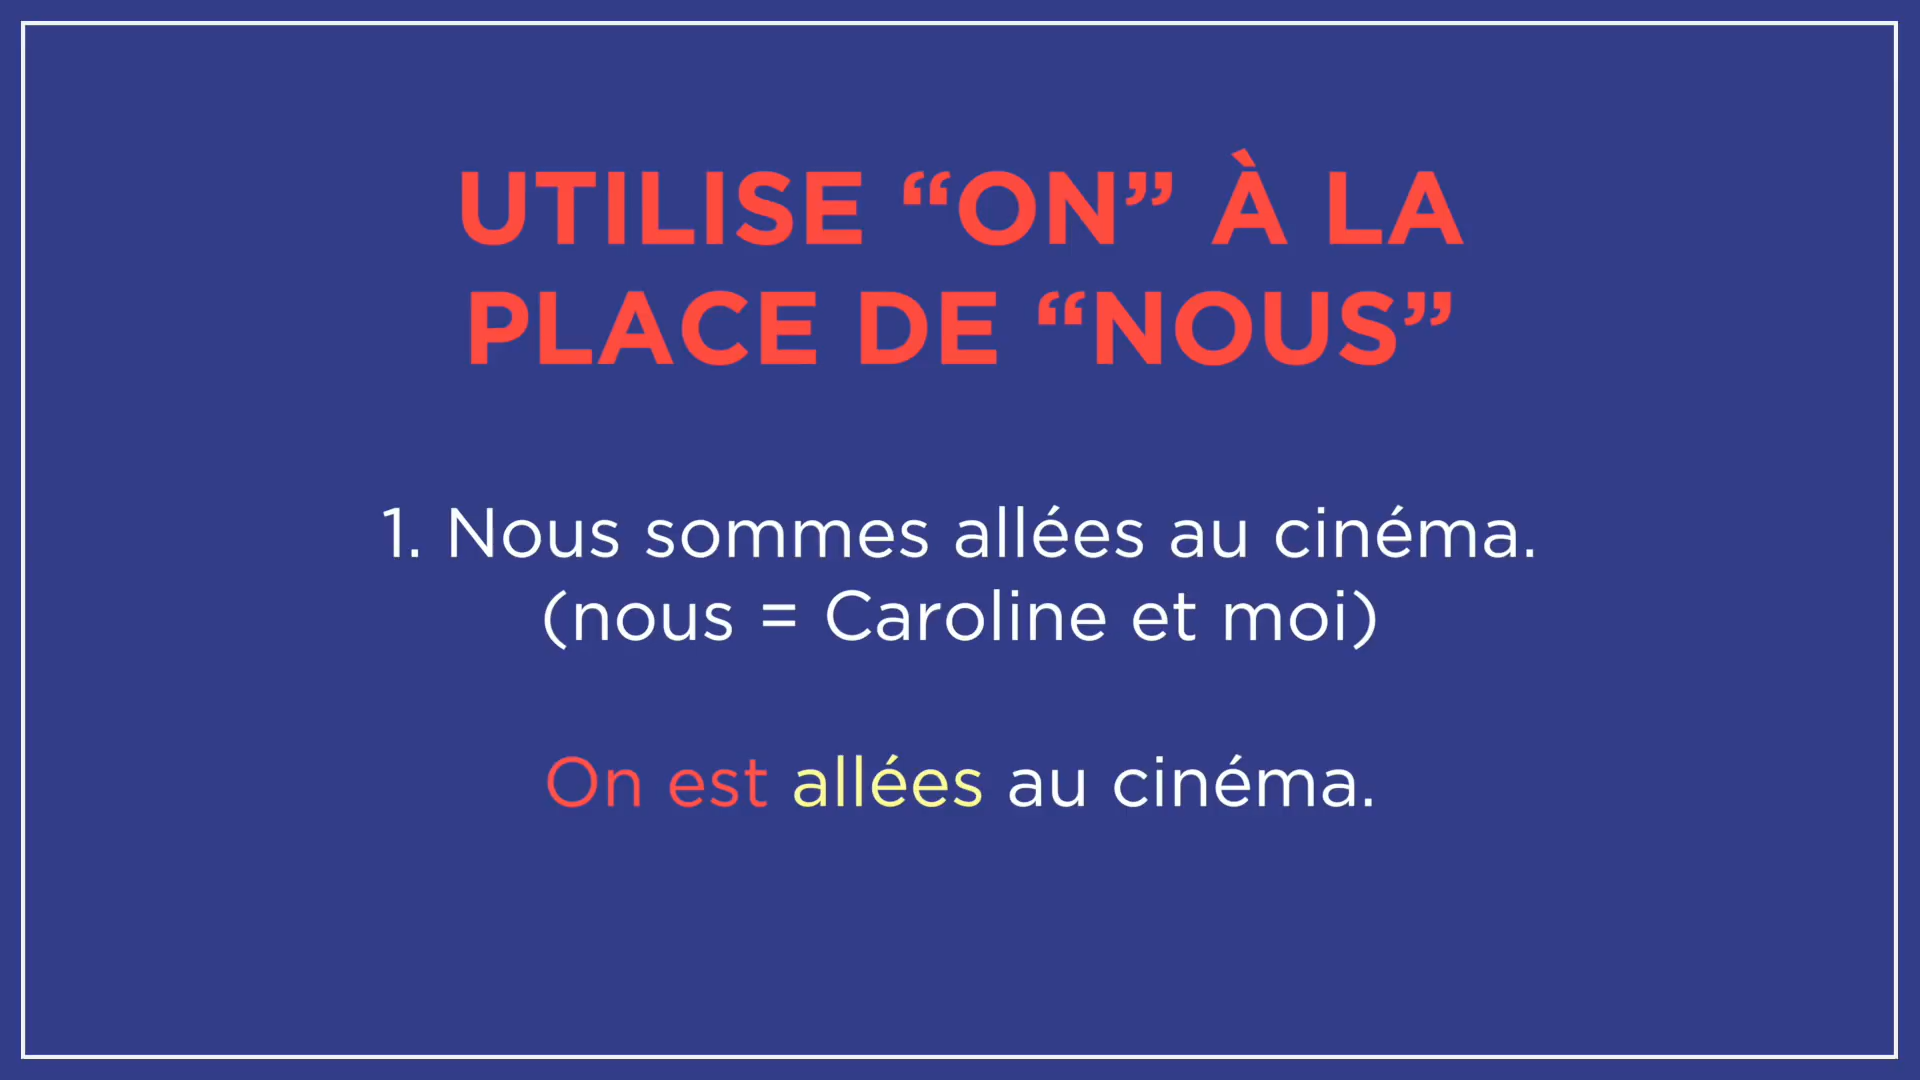 UTILISE “ON” À LA
PLACE DE “NOUS”
1. Nous sommes allées au cinéma.
(nous = Caroline et moi)
On est allées au cinéma.